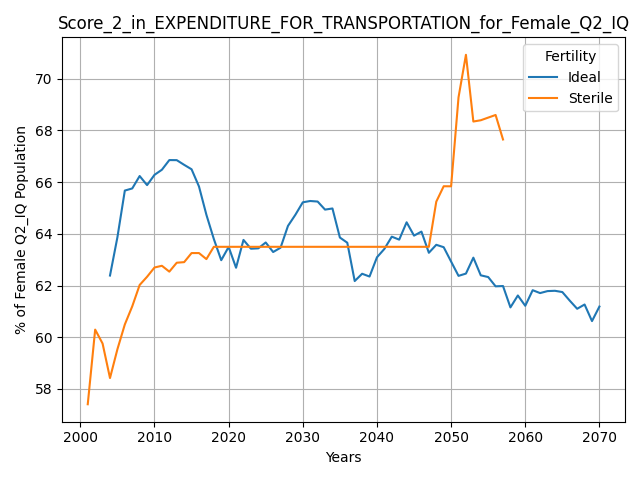 Score_2_in_EXPENDITURE_FOR_TRANSPORTATION_for_Female_Q2_IQ
Fertility
Ideal
Sterile
% of Female Q2_IQ Population
70
68
66
64
62
60
58
2000 2010 2020 2030 2040 2050 2060 2070
Years